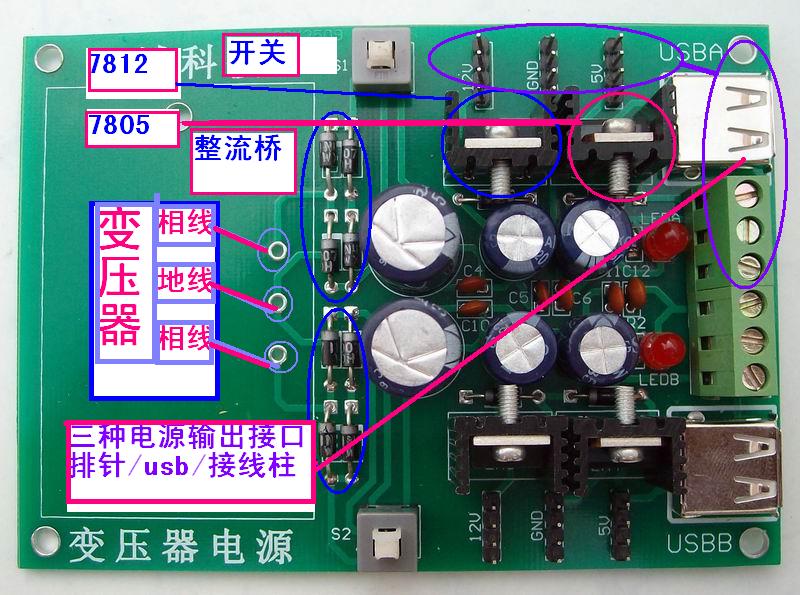 科
开关
S1
7812
7805
整流桥
变压器
相线
地线
相线
三种电源输出接口
排针/usb/接线柱
12V
GND
5V
USBA
LEDA
C4
C10
C5
C6
C12
LEDB
S2
变压器电源
12V
GND
5V
USBB